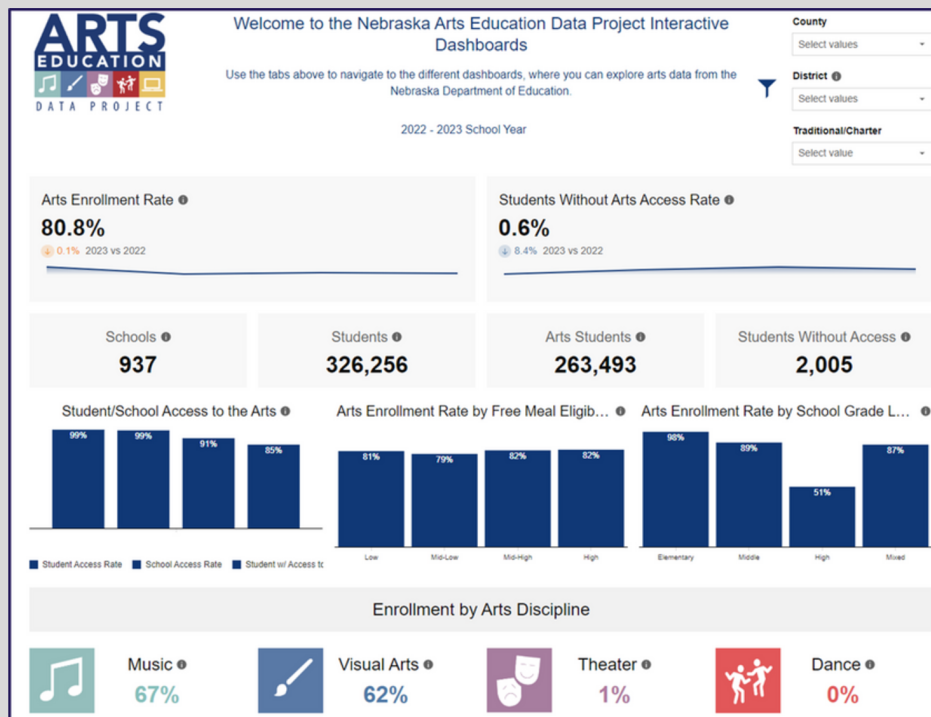 ARTS
EDUCATION
DATA PROJECT
Welcome to the Nebraska Arts Education Data Project Interactive
Dashboards
Use the tabs above to navigate to the different dashboards, where you can explore arts data from the
Nebraska Department of Education.
2022 - 2023 School Year
County
Select values
District
Select values
Traditional/Charter
Select value
Arts Enrollment Rate
80.8%
0.1% 2023 vs 2022
Students Without Arts Access Rate
0.6%
8.4% 2023 vs 2022
Schools
937
Students
326,256
Arts Students
263,493
Students Without Access
2,005
Student/School Access to the Arts
99%
99%
91%
85%
Student Access Rate School Access Rate Student w/ Access to
Arts Enrollment Rate by Free Meal Eligib...
81%
79%
82%
82%
Low Mid-Low Mid-High High
Arts Enrollment Rate by School Grade L...
98%
89%
51%
87%
Elementary Middle High Mixed
Enrollment by Arts Discipline
Music
67%
Visual Arts
62%
Theater
1%
Dance
0%